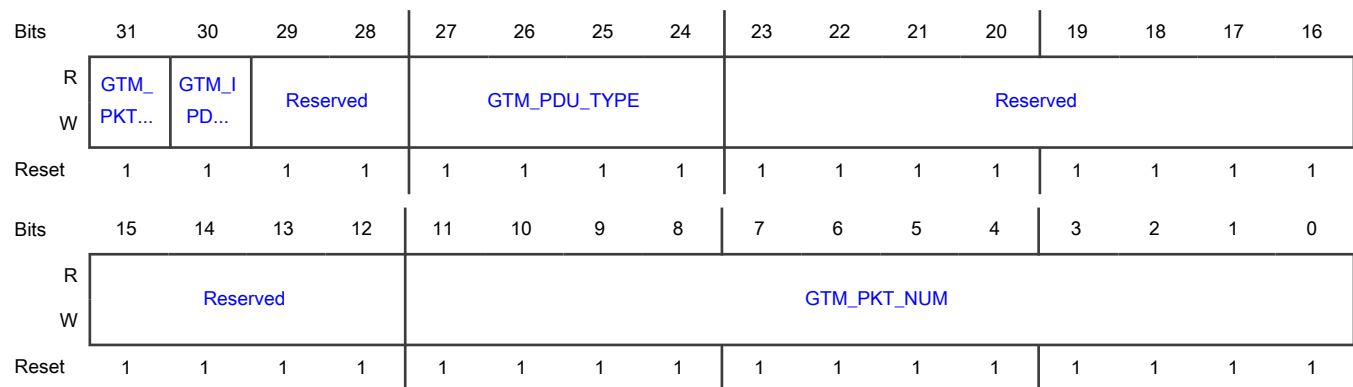 Bits 31 30 29 28 27 26 25 24 23 22 21 20 19 18 17 16
R
W
GTM_
PKT...
GTM_I
PD...
Reserved
GTM_PDU_TYPE
Reserved
Reset 1 1 1 1 1 1 1 1 1 1 1 1 1 1 1 1
Bits 15 14 13 12 11 10 9 8 7 6 5 4 3 2 1 0
R
W
Reserved
GTM_PKT_NUM
Reset 1 1 1 1 1 1 1 1 1 1 1 1 1 1 1 1